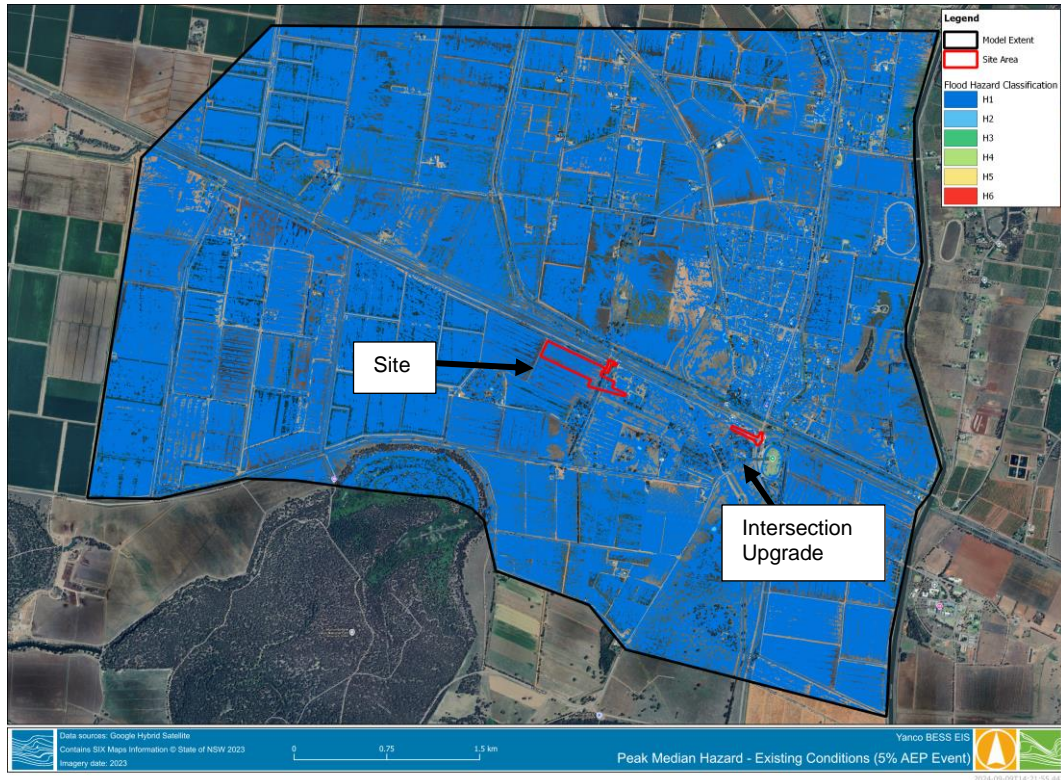 Legend
Model Extent
Site Area
Flood Hazard Classification
H1
H2
H3
H4
H5
H6
Site
Intersection
Upgrade
Data sources: Google Hybrid Satellite
Contains SIX Maps Information © State of NSW 2023
Imagery date: 2023
0 0.75 1.5 km
Yanco BESS EIS
Peak Median Hazard - Existing Conditions (5% AEP Event)